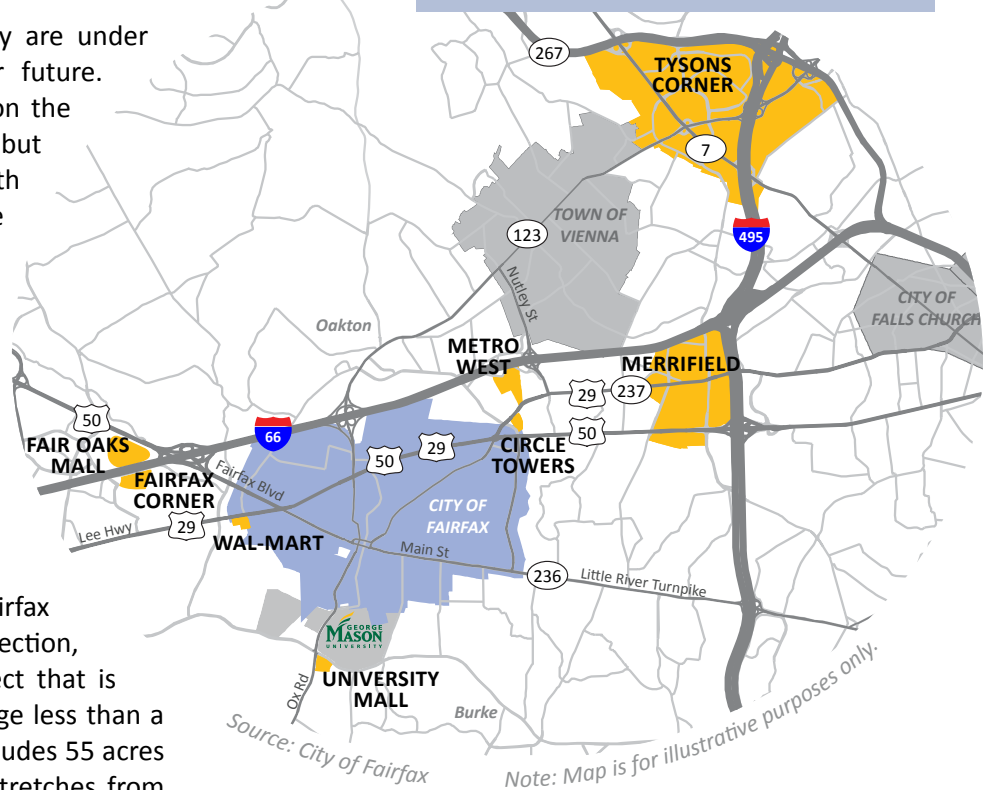 y are under
r future.
on the
but
th
e
267
TYSONS
CORNER
7
TOWN OF
VIENNA
123
495
Nutley St
CITY OF
FALLS CHURCH
Oakton
METRO
WEST
MERRIFIELD
29
237
50
50
FAIR OAKS
MALL
66
50
29
CIRCLE
TOWERS
FAIRFAX
CORNER
Fairfax Blvd
CITY OF
FAIRFAX
Lee Hwy
29
WAL-MART
Main St
236
Little River Turnpike
irfax
ection,
ect that is
ge less than a
cludes 55 acres
stretches from
GEORGE
MASON
UNIVERSITY
UNIVERSITY
MALL
Ox Rd
Burke
Source: City of Fairfax
Note: Map is for illustrative purposes only.